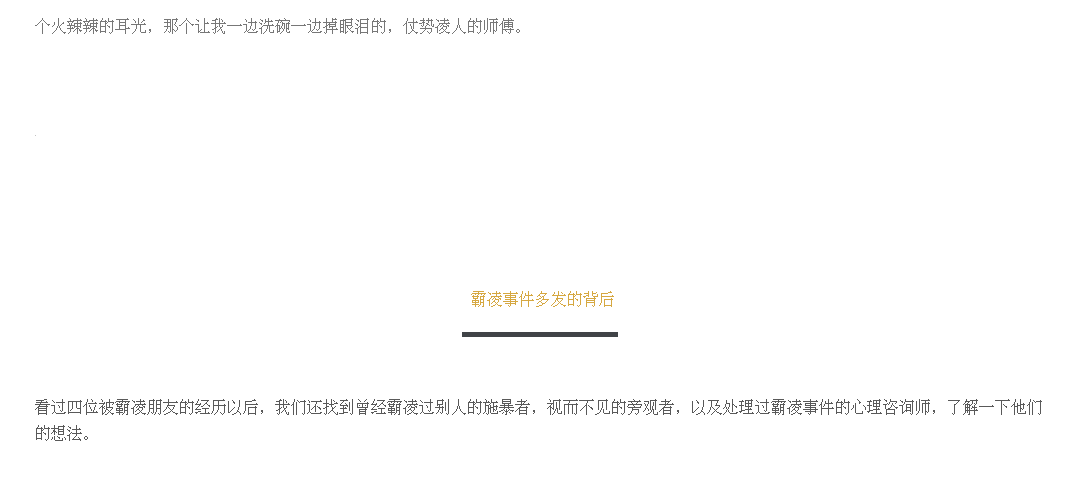 个火辣辣的耳光，那个让我一边洗碗一边掉眼泪的，仗势凌人的师傅。
霸凌事件多发的背后
看过四位被霸凌朋友的经历以后，我们还找到曾经霸凌过别人的施暴者，视而不见的旁观者，以及处理过霸凌事件的心理咨询师，了解一下他们
的想法。